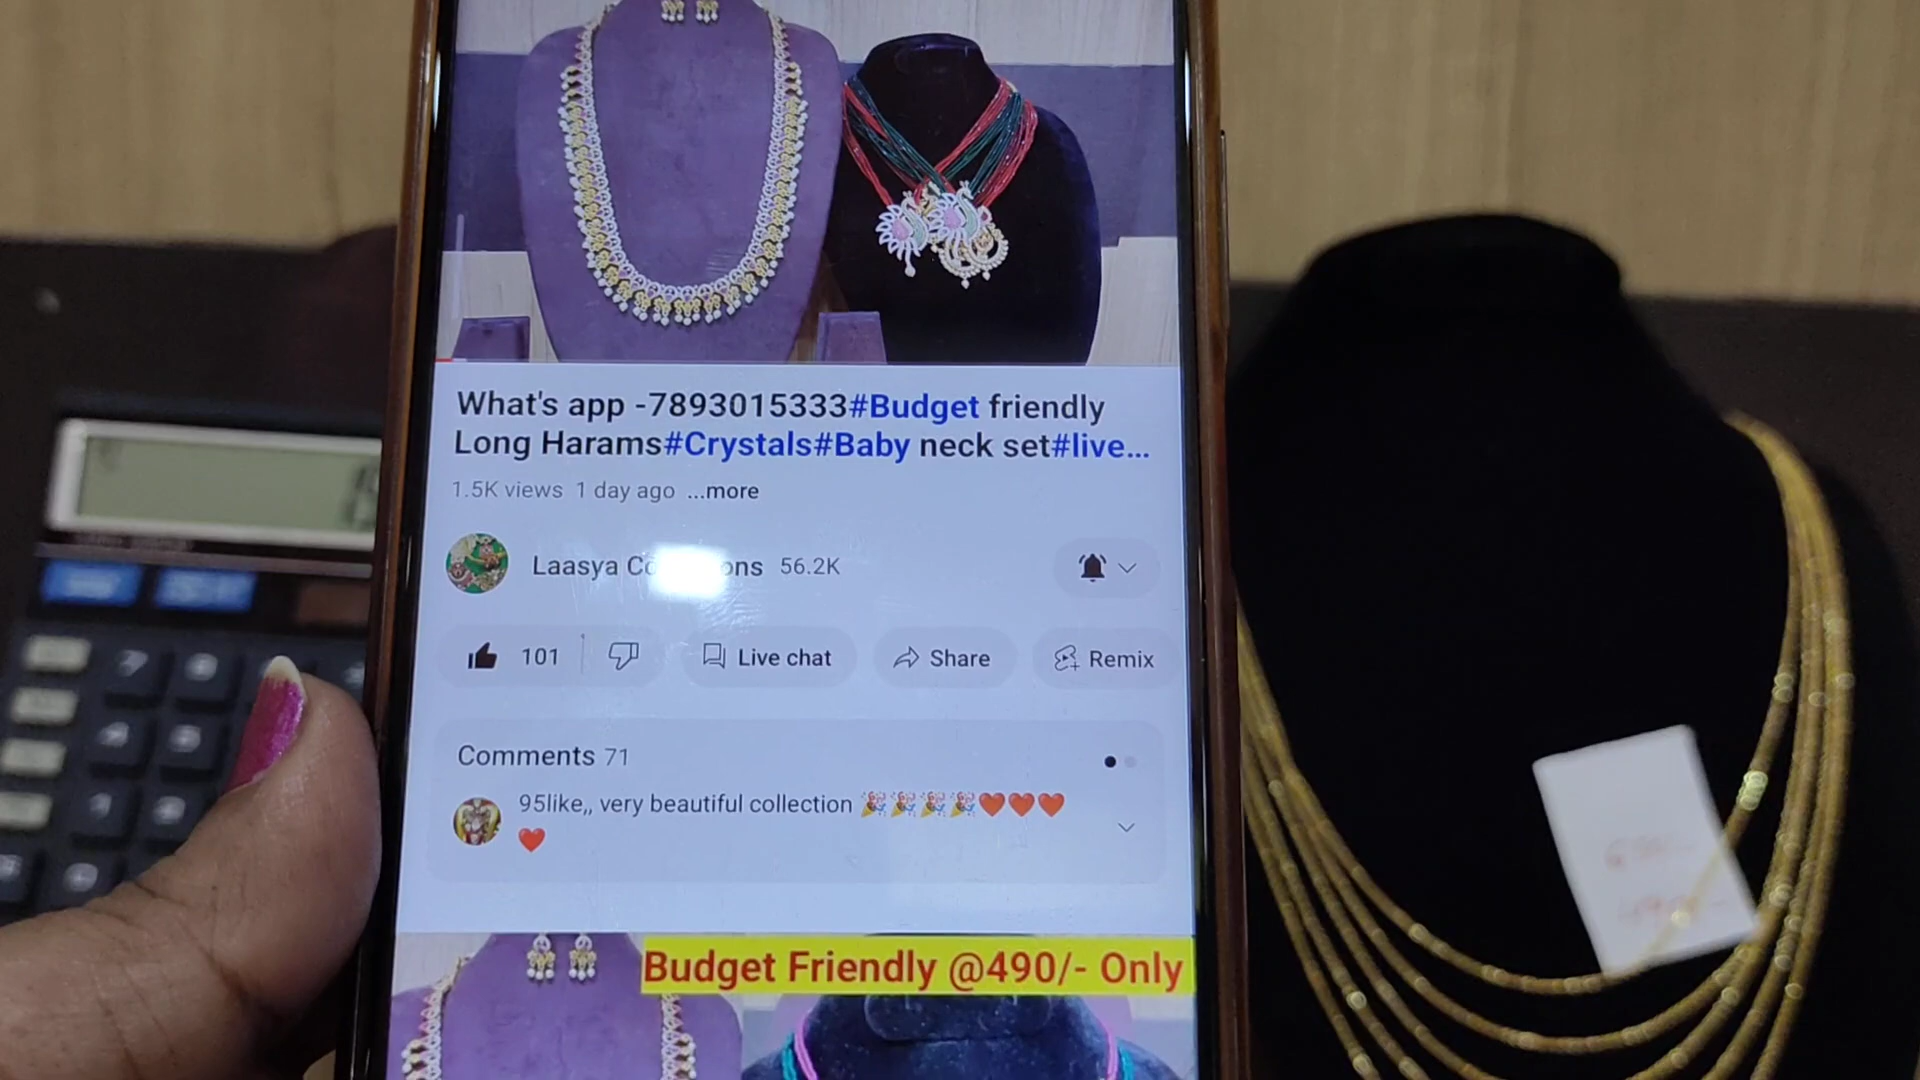 What's app -7893015333#Budget friendly
Long Harams#Crystals#Baby neck set#live...
1.5K views 1 day ago ...more
Laasya 56.2K
101
Live chat
Share
Remix
Comments 71
95like,, very beautiful collection 🎉🎉🎉🎉❤️❤️❤️
❤️
Budget Friendly @490/- Only